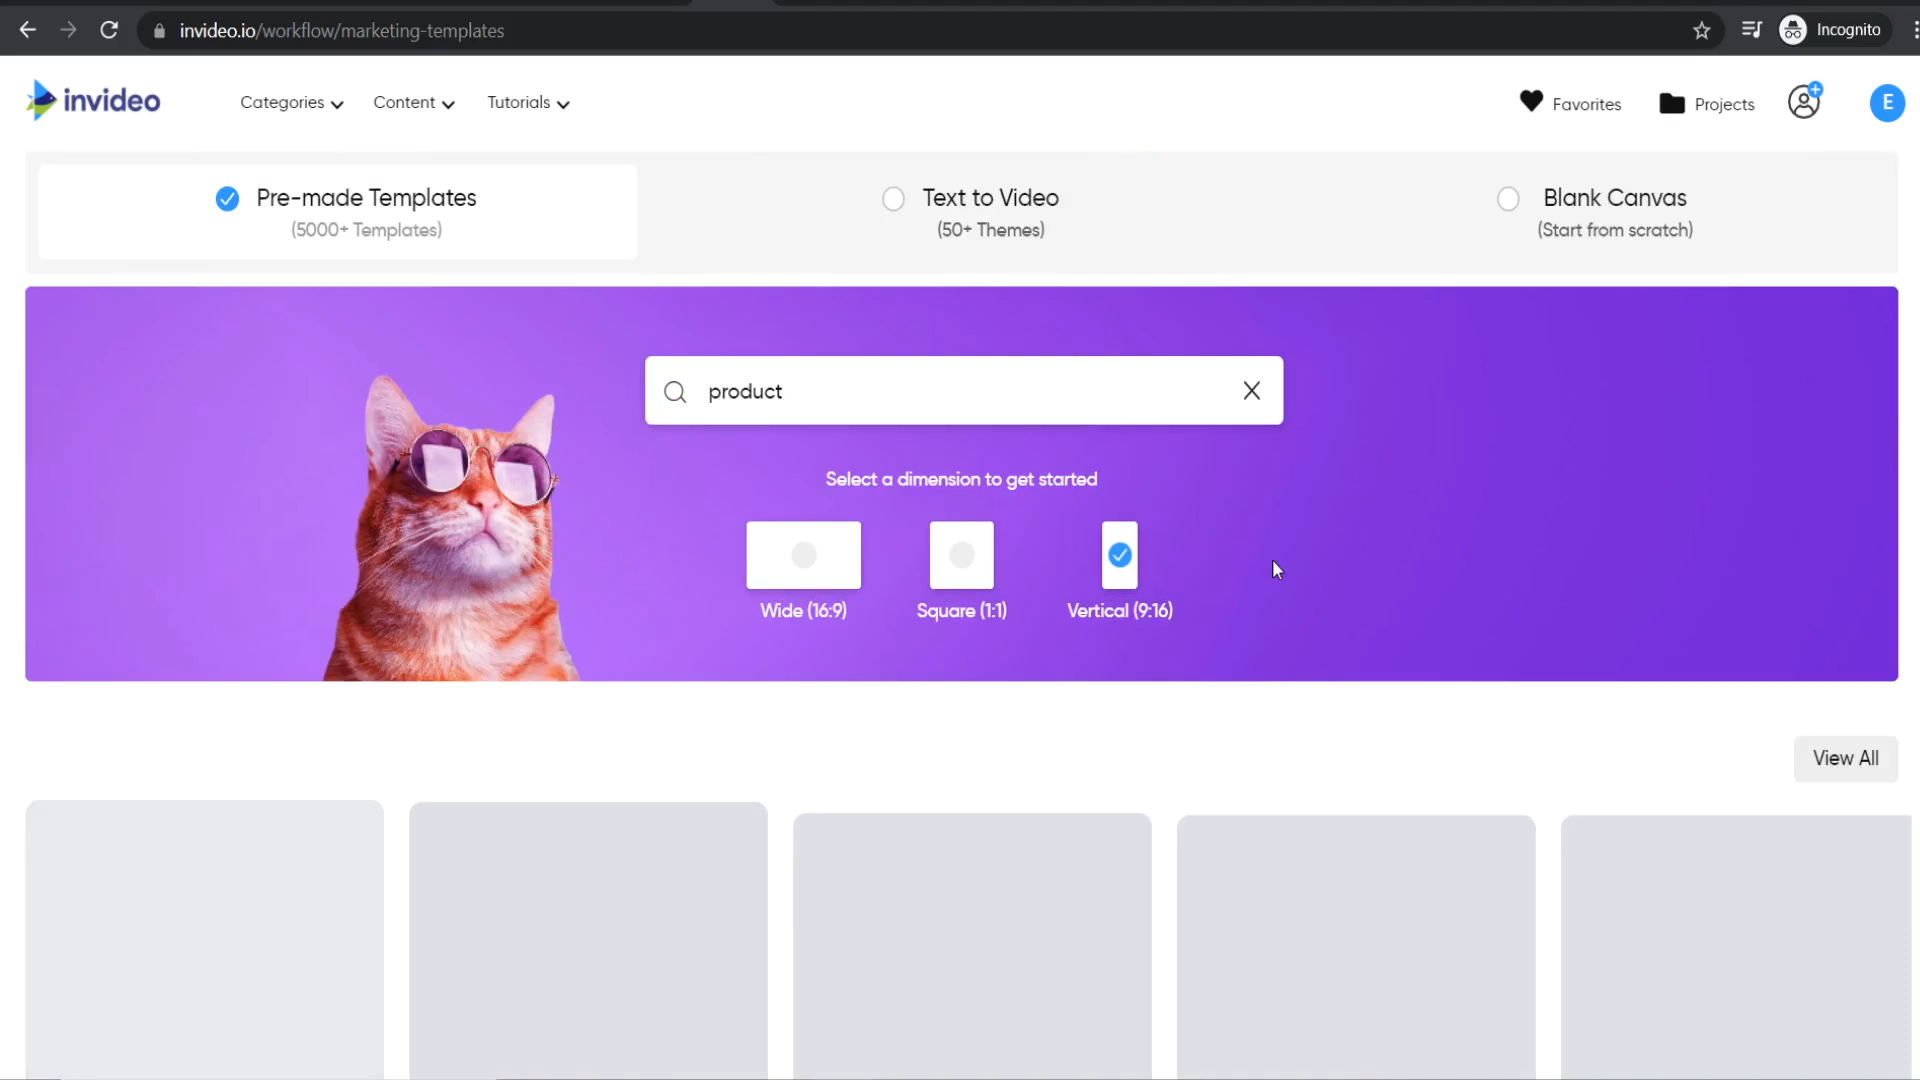 invideo.io/workflow/marketing-templates
Incognito
invideo
Categories
Content
Tutorials
Favorites
Projects
E
Pre-made Templates
(5000+ Templates)
Text to Video
(50+ Themes)
Blank Canvas
(Start from scratch)
product
Select a dimension to get started
Wide (16:9)
Square (1:1)
Vertical (9:16)
View All